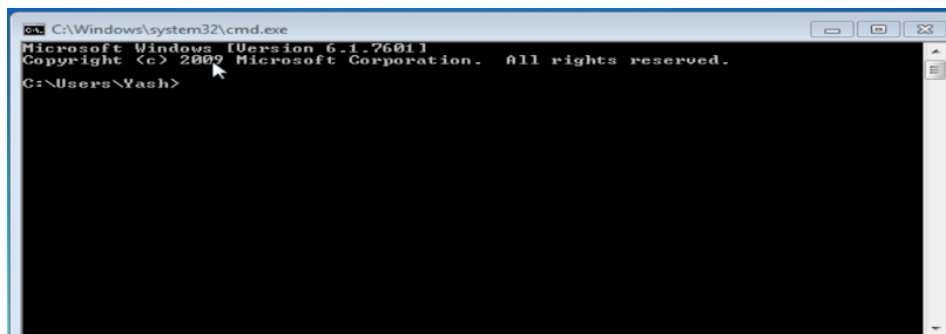 C:\Windows\system32\cmd.exe
Microsoft Windows [Version 6.1.7601]
Copyright (c) 2009 Microsoft Corporation.  All rights reserved.
C:\Users\Yash>